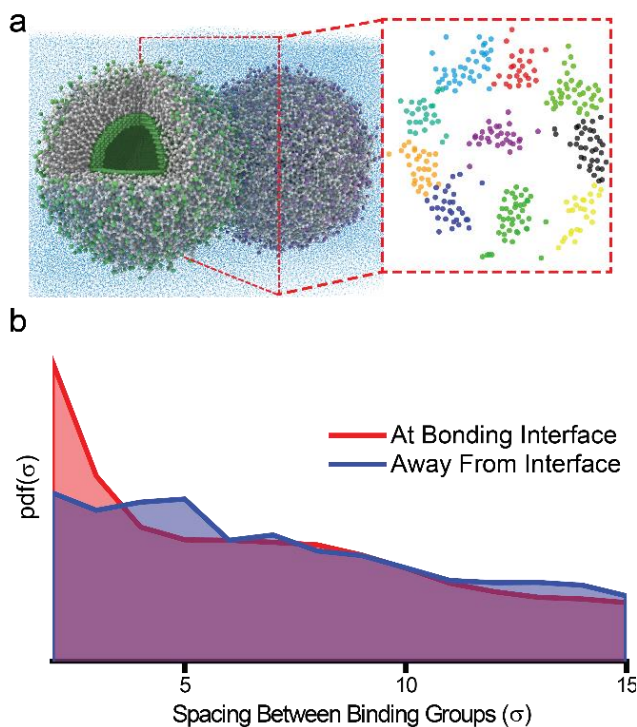 a
b
At Bonding Interface
Away From Interface
pdf(σ)
5
10
15
Spacing Between Binding Groups (σ)